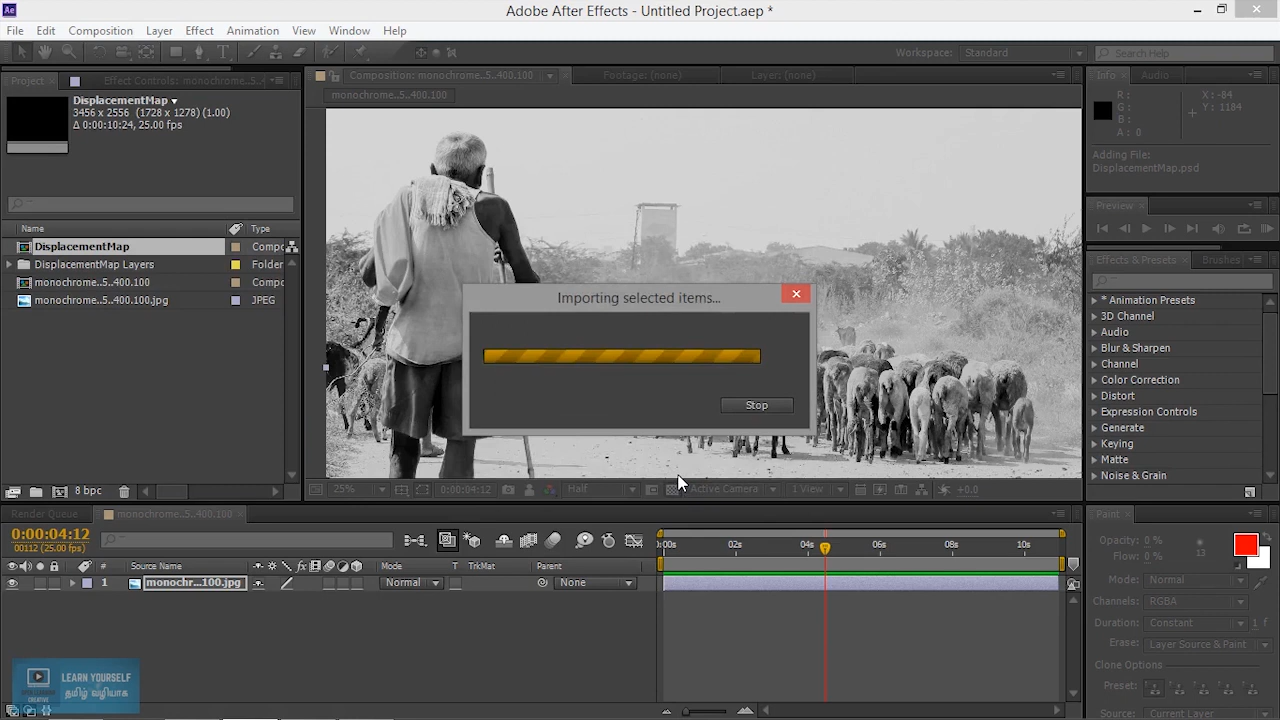 Adobe After Effects - Untitled Project.aep *
File Edit Composition Layer Effect Animation View Window Help
Workspace: Standard
Search Help
Project
Effect Controls: monochrome..5..
Composition: monochrome..5..400.100
Footage: (none)
Layer: (none)
Info
Audio
DisplacementMap
3456 x 2556 (1728 x 1278) (1.00)
Δ 0:00:10:24, 25.00 fps
monochrome..5..400.100
R :
G :
B :
A : 0
X : -84
Y : 1184
Adding File:
DisplacementMap.psd
Preview
Name Type
DisplacementMap Compo
DisplacementMap Layers Folder
monochrome..5..400.100 Compo
monochrome..5..400.100.jpg JPEG
8 bpc
Importing selected items...
Stop
Effects & Presets
Brushes
* Animation Presets
3D Channel
Audio
Blur & Sharpen
Channel
Color Correction
Distort
Expression Controls
Generate
Keying
Matte
Noise & Grain
25%
0:00:04:12
Half
Active Camera
1 View
+0.0
Render Queue
monochrome..5..400.100
0:00:04:12
00112 (25.00 fps)
# Source Name Mode T TrkMat Parent
1 monochr...100.jpg Normal None
:00s 02s 04s 06s 08s 10s
Paint
Opacity: 0 %
Flow: 0 %
13
Mode: Normal
Channels: RGBA
Duration: Constant 1 f
Erase: Layer Source & Paint
Clone Options
Preset:
Source: Current Layer
LEARN YOURSELF
தமிழ் வழியாக
CREATIVE